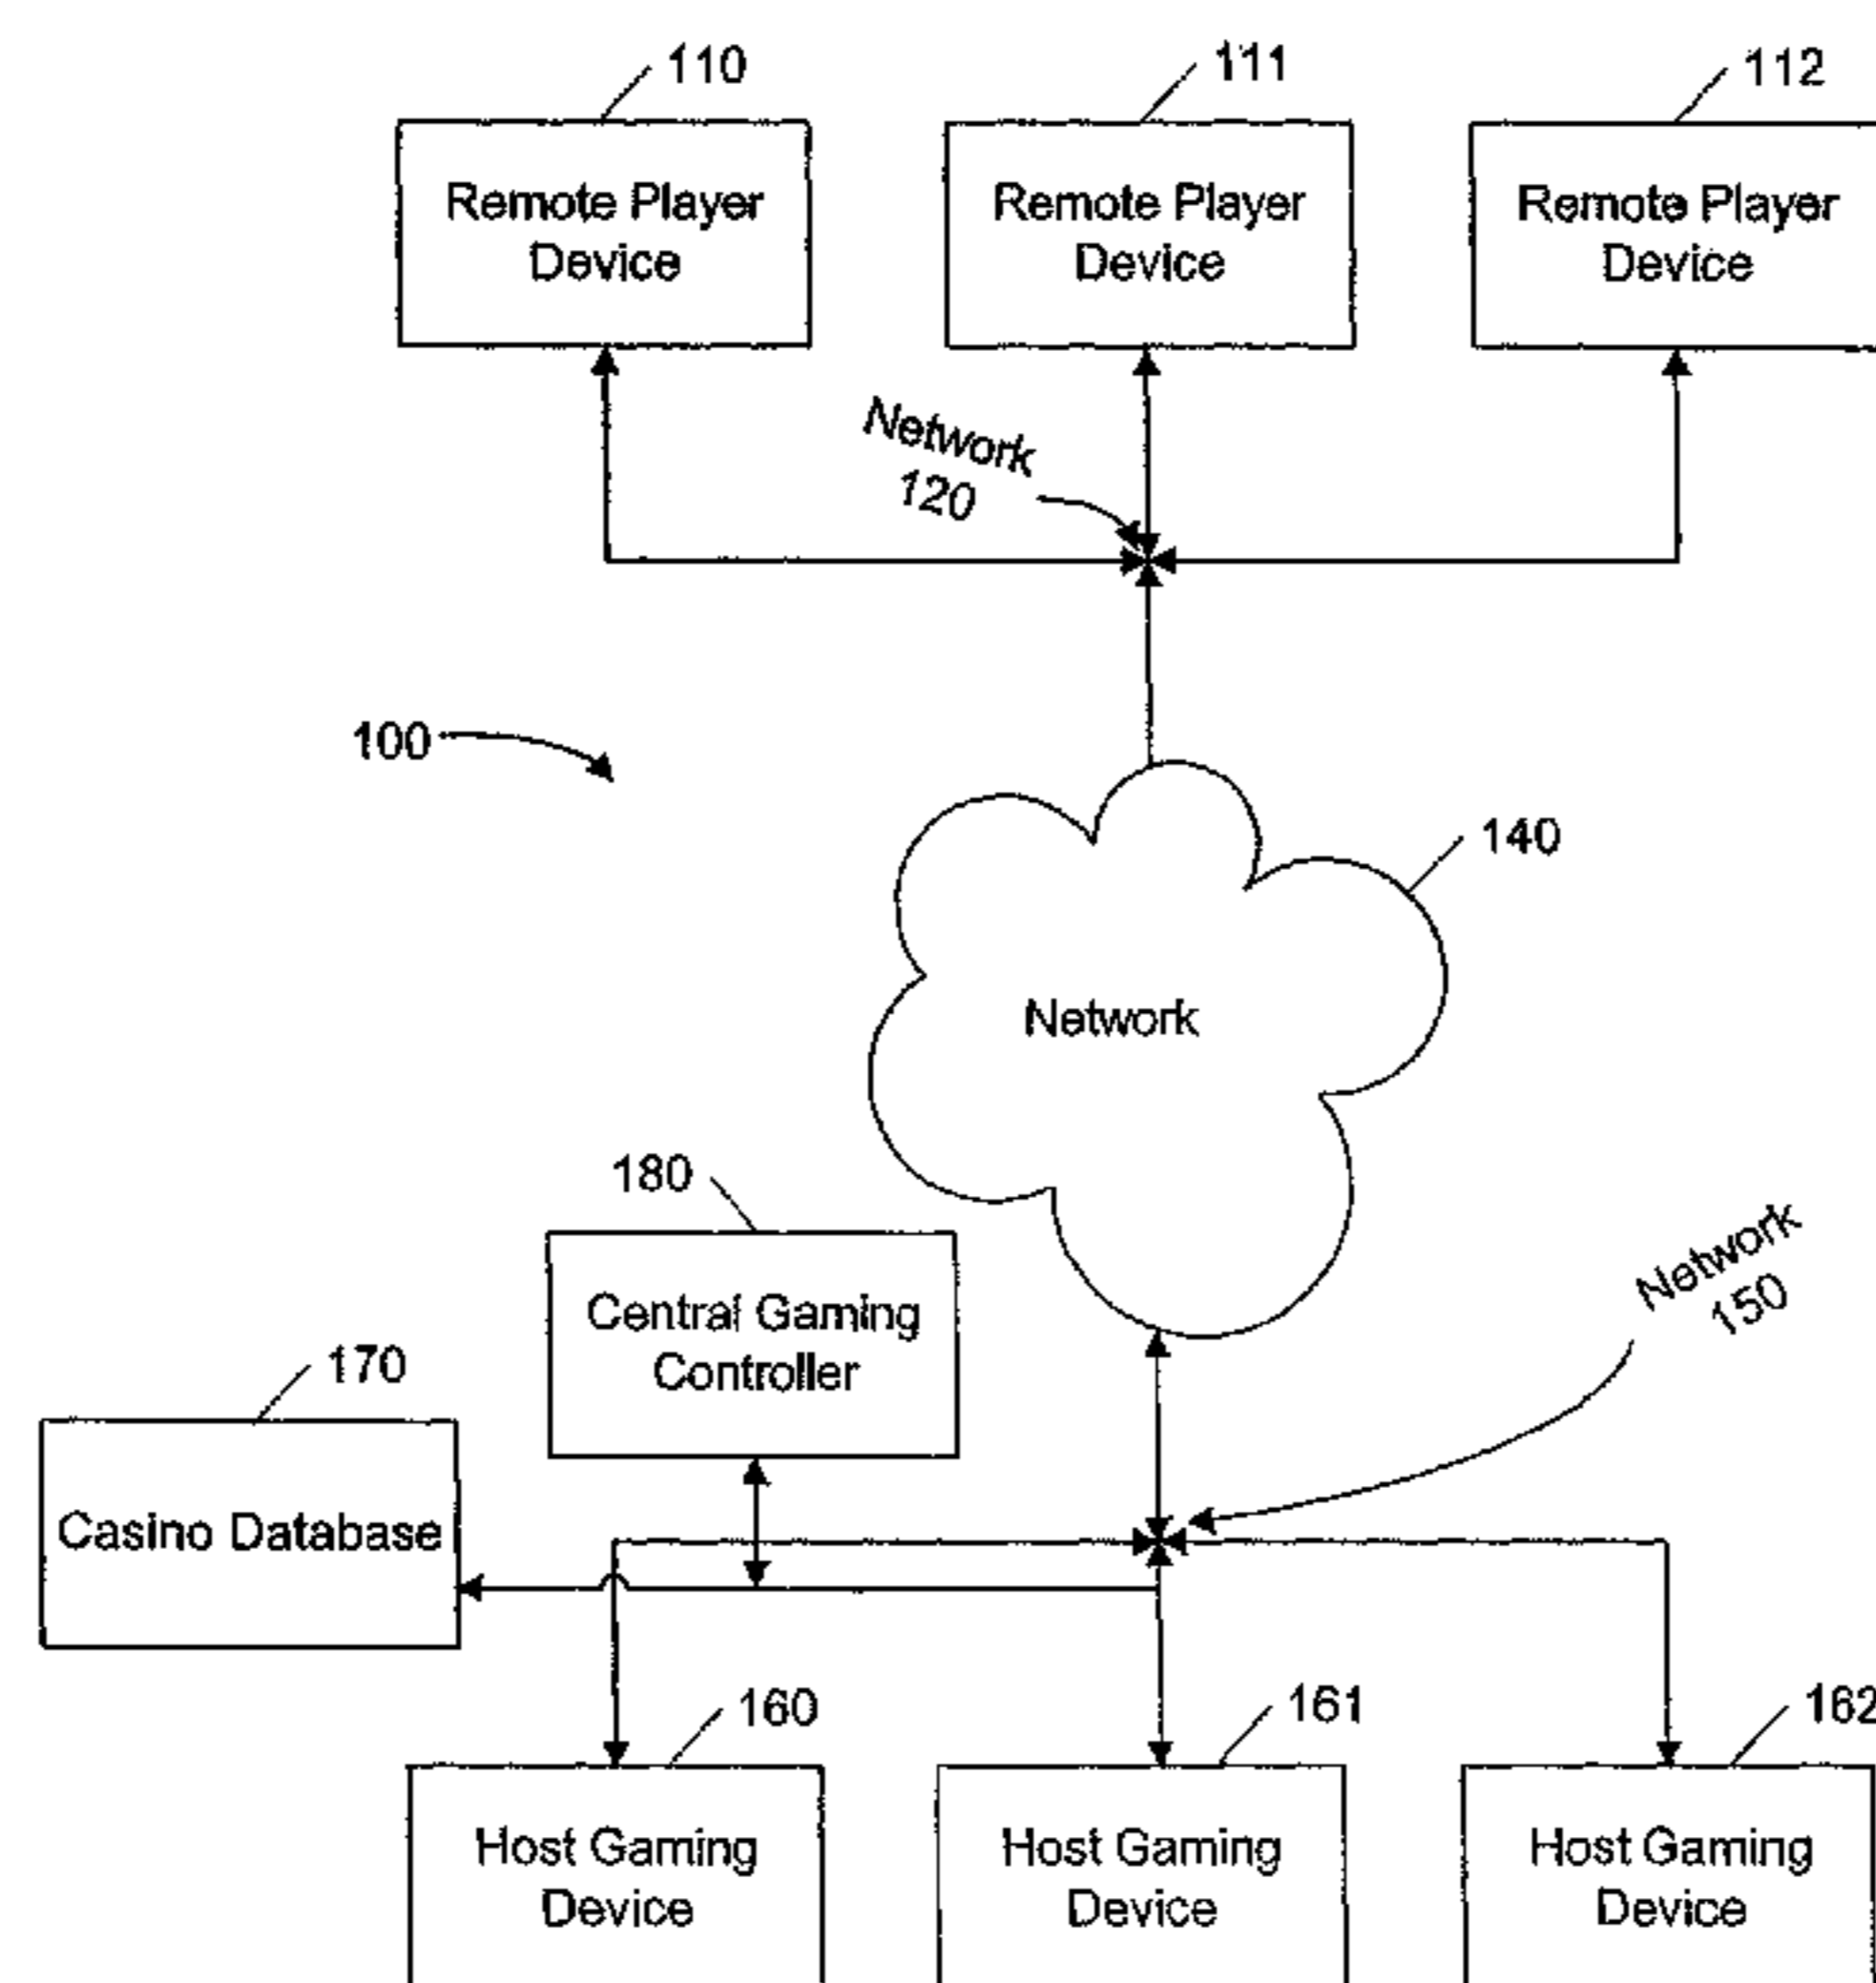 110
111
112
Remote Player
Device
Remote Player
Device
Remote Player
Device
Network
120
100
140
Network
180
Network
150
Central Gaming
Controller
170
Casino Database
160
161
162
Host Gaming
Device
Host Gaming
Device
Host Gaming
Device